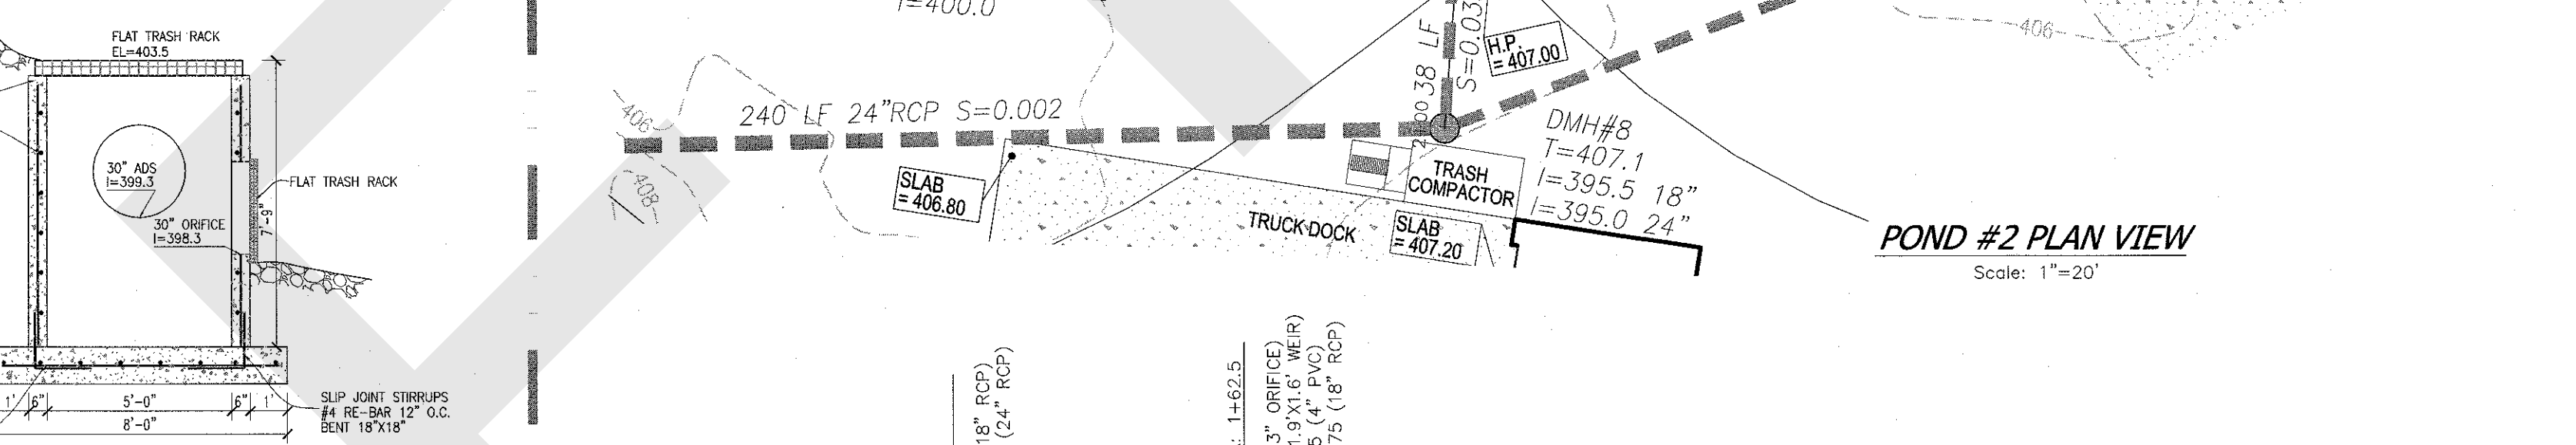 FLAT TRASH RACK
EL=403.5
30" ADS
I=399.3
30" ORIFICE
I=398.3
FLAT TRASH RACK
7'-9"
1'
6"
5'-0"
6"
1'
8'-0"
SLIP JOINT STIRRUPS
#4 RE-BAR 12" O.C.
BENT 18"X18"
I=400.0
406
408
240 LF 24"RCP S=0.002
SLAB
= 406.80
38 LF
S=0.03
H.P.
= 407.00
TRASH
COMPACTOR
TRUCK DOCK
SLAB
= 407.20
DMH#8
T=407.1
I=395.5 18"
I=395.0 24"
406
POND #2 PLAN VIEW
Scale: 1"=20'
18" RCP)
(24" RCP)
1+62.5
3" ORIFICE)
1.9'X1.6' WEIR)
5 (4" PVC)
75 (18" RCP)